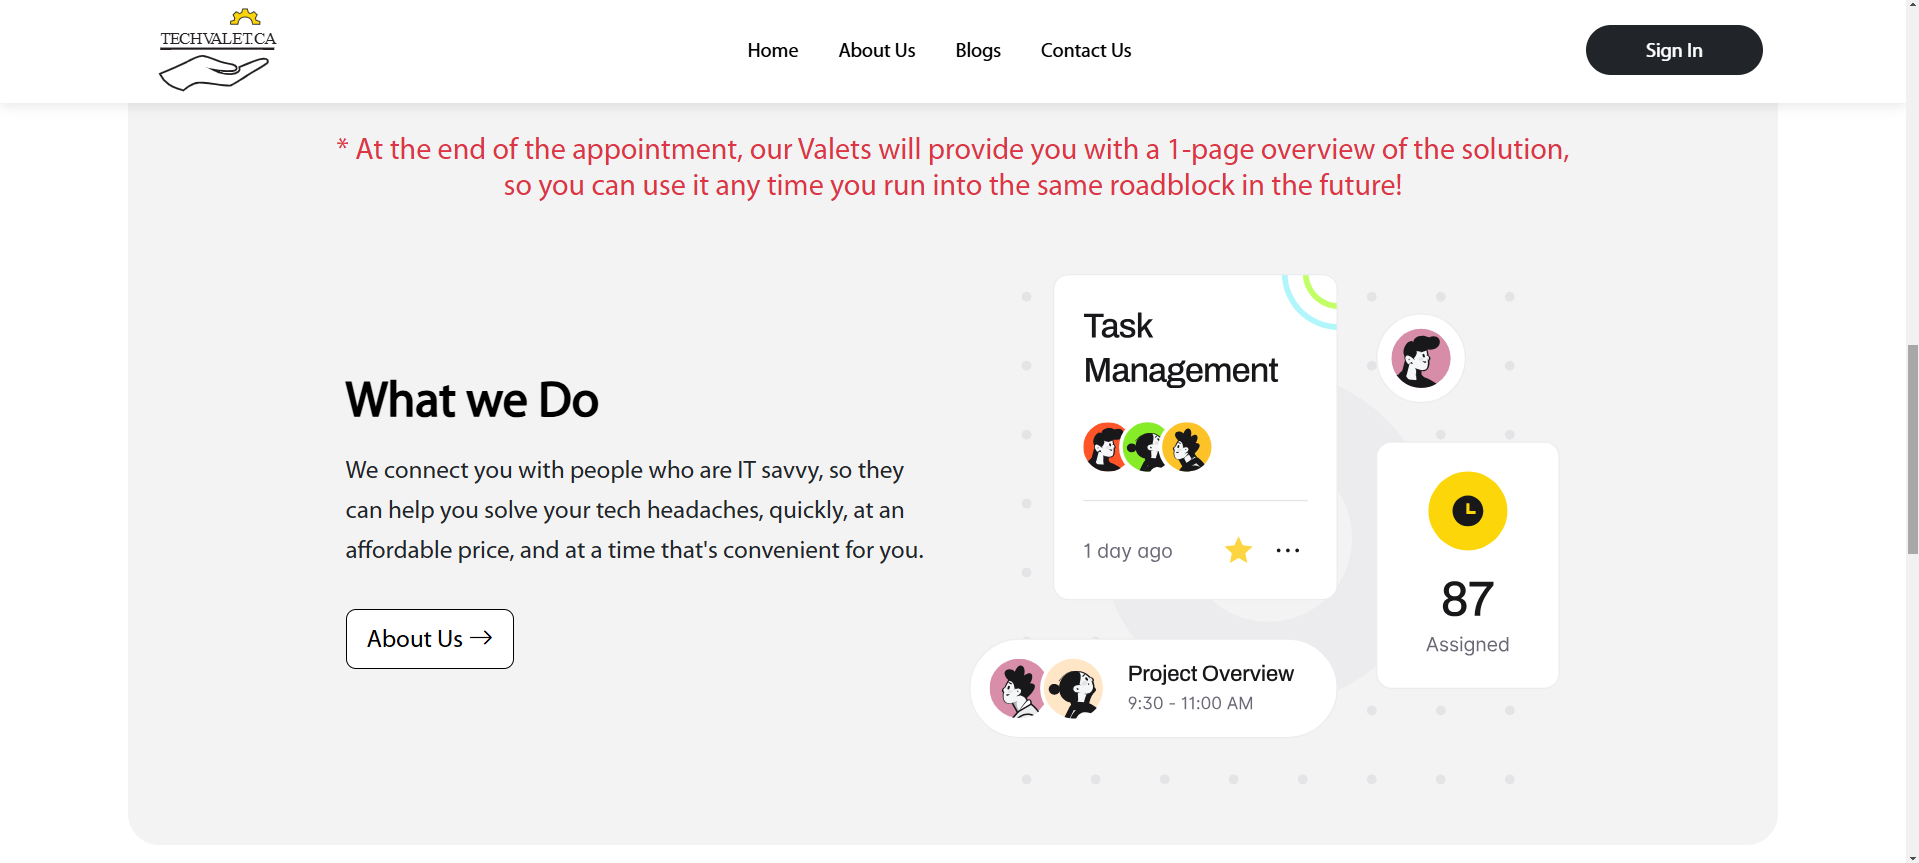 TECHVALET.CA
Home
About Us
Blogs
Contact Us
Sign In
* At the end of the appointment, our Valets will provide you with a 1-page overview of the solution,
so you can use it any time you run into the same roadblock in the future!
What we Do
We connect you with people who are IT savvy, so they
can help you solve your tech headaches, quickly, at an
affordable price, and at a time that's convenient for you.
About Us
Task
Management
1 day ago
87
Assigned
Project Overview
9:30 - 11:00 AM